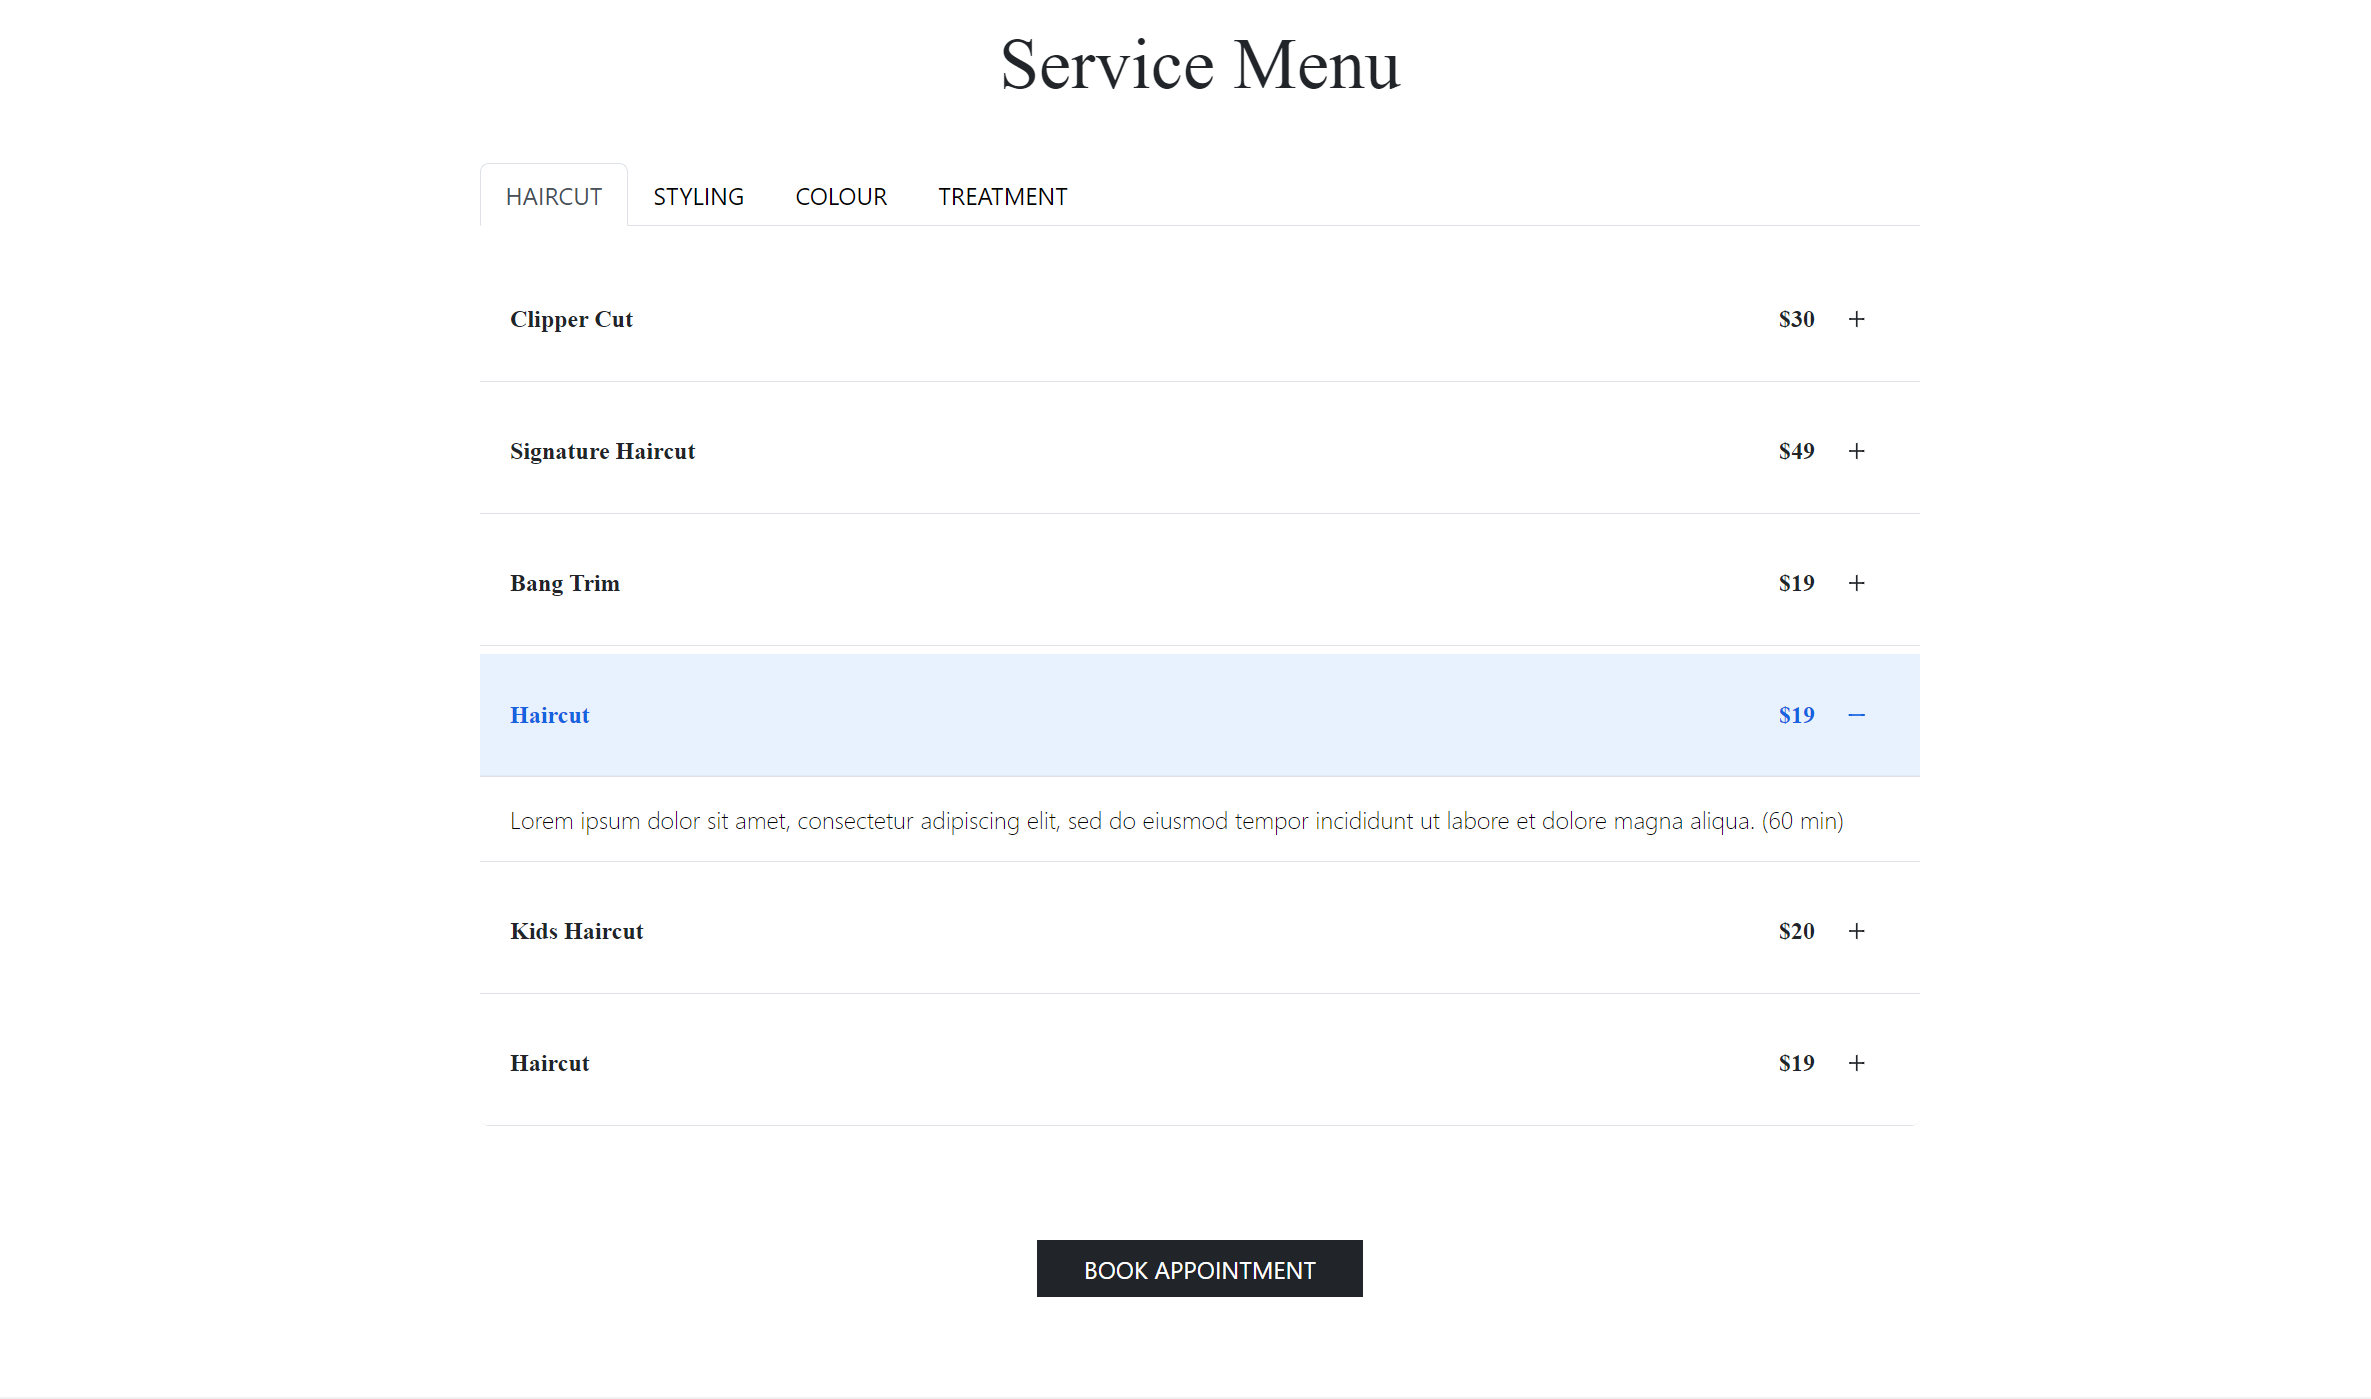 Service Menu
HAIRCUT STYLING COLOUR TREATMENT
Clipper Cut $30 +
Signature Haircut $49 +
Bang Trim $19 +
Haircut $19 −
Lorem ipsum dolor sit amet, consectetur adipiscing elit, sed do eiusmod tempor incididunt ut labore et dolore magna aliqua. (60 min)
Kids Haircut $20 +
Haircut $19 +
BOOK APPOINTMENT